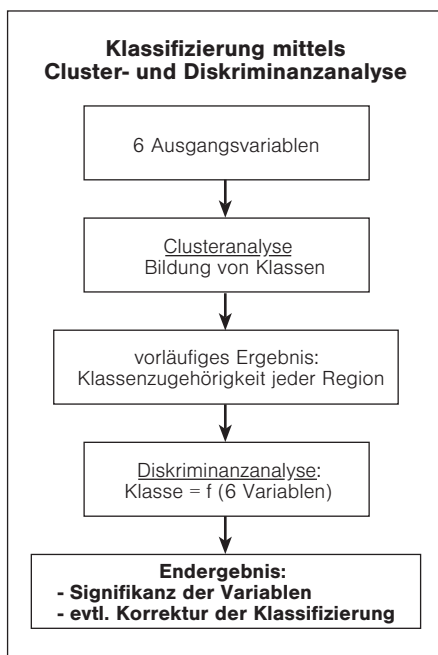 Klassifizierung mittels
Cluster- und Diskriminanzanalyse
6 Ausgangsvariablen
Clusteranalyse
Bildung von Klassen
vorläufiges Ergebnis:
Klassenzugehörigkeit jeder Region
Diskriminanzanalyse:
Klasse = f (6 Variablen)
Endergebnis:
- Signifikanz der Variablen
- evtl. Korrektur der Klassifizierung